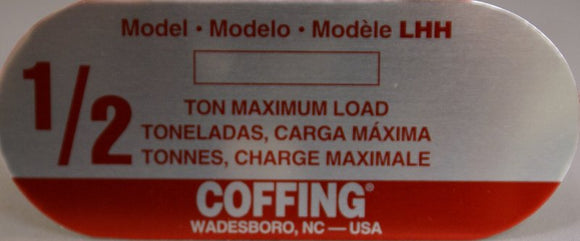 Model • Modelo • Modèle LHH
1/2
TON MAXIMUM LOAD
TONELADAS, CARGA MÁXIMA
TONNES, CHARGE MAXIMALE
COFFING®
WADESBORO, NC — USA